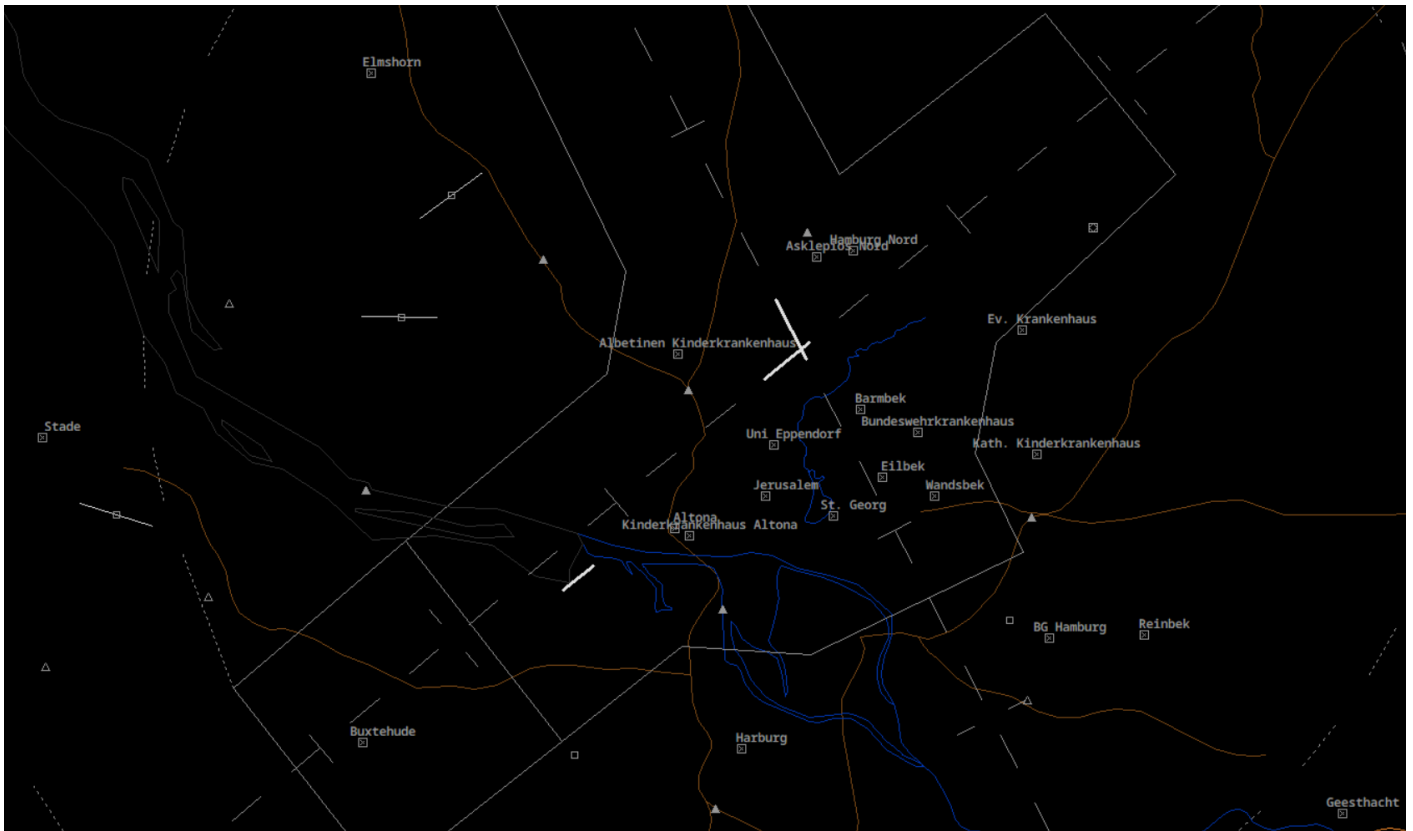 Elmshorn
Hamburg Nord
Asklepios Nord
Ev. Krankenhaus
Albetinen Kinderkrankenhaus
Barmbek
Bundeswehrkrankenhaus
Stade
Uni Eppendorf
Kath. Kinderkrankenhaus
Eilbek
Jerusalem
Wandsbek
St. Georg
Altona
Kinderkrankenhaus Altona
BG Hamburg
Reinbek
Buxtehude
Harburg
Geesthacht